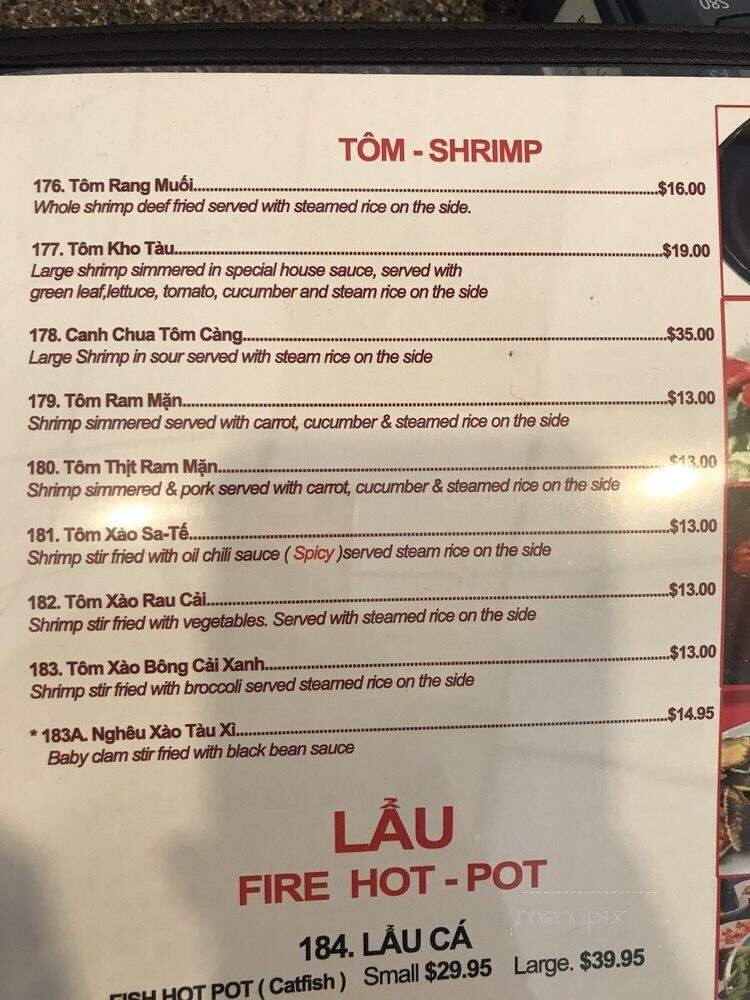 082
TÔM - SHRIMP
176. Tôm Rang Muối..........$16.00
Whole shrimp deef fried served with steamed rice on the side.
177. Tôm Kho Tàu..........$19.00
Large shrimp simmered in special house sauce, served with
green leaf,lettuce, tomato, cucumber and steam rice on the side
178. Canh Chua Tôm Càng..........$35.00
Large Shrimp in sour served with steam rice on the side
179. Tôm Ram Mặn..........$13.00
Shrimp simmered served with carrot, cucumber & steamed rice on the side
180. Tôm Thịt Ram Mặn..........$13.00
Shrimp simmered & pork served with carrot, cucumber & steamed rice on the side
181. Tôm Xào Sa-Tế..........$13.00
Shrimp stir fried with oil chili sauce ( Spicy )served steam rice on the side
182. Tôm Xào Rau Cải..........$13.00
Shrimp stir fried with vegetables. Served with steamed rice on the side
183. Tôm Xào Bông Cải Xanh..........$13.00
Shrimp stir fried with broccoli served steamed rice on the side
* 183A. Nghêu Xào Tàu Xì..........$14.95
Baby clam stir fried with black bean sauce
LẨU
FIRE HOT - POT
menupix
184. LẨU CÁ
FISH HOT POT ( Catfish ) Small $29.95 Large. $39.95